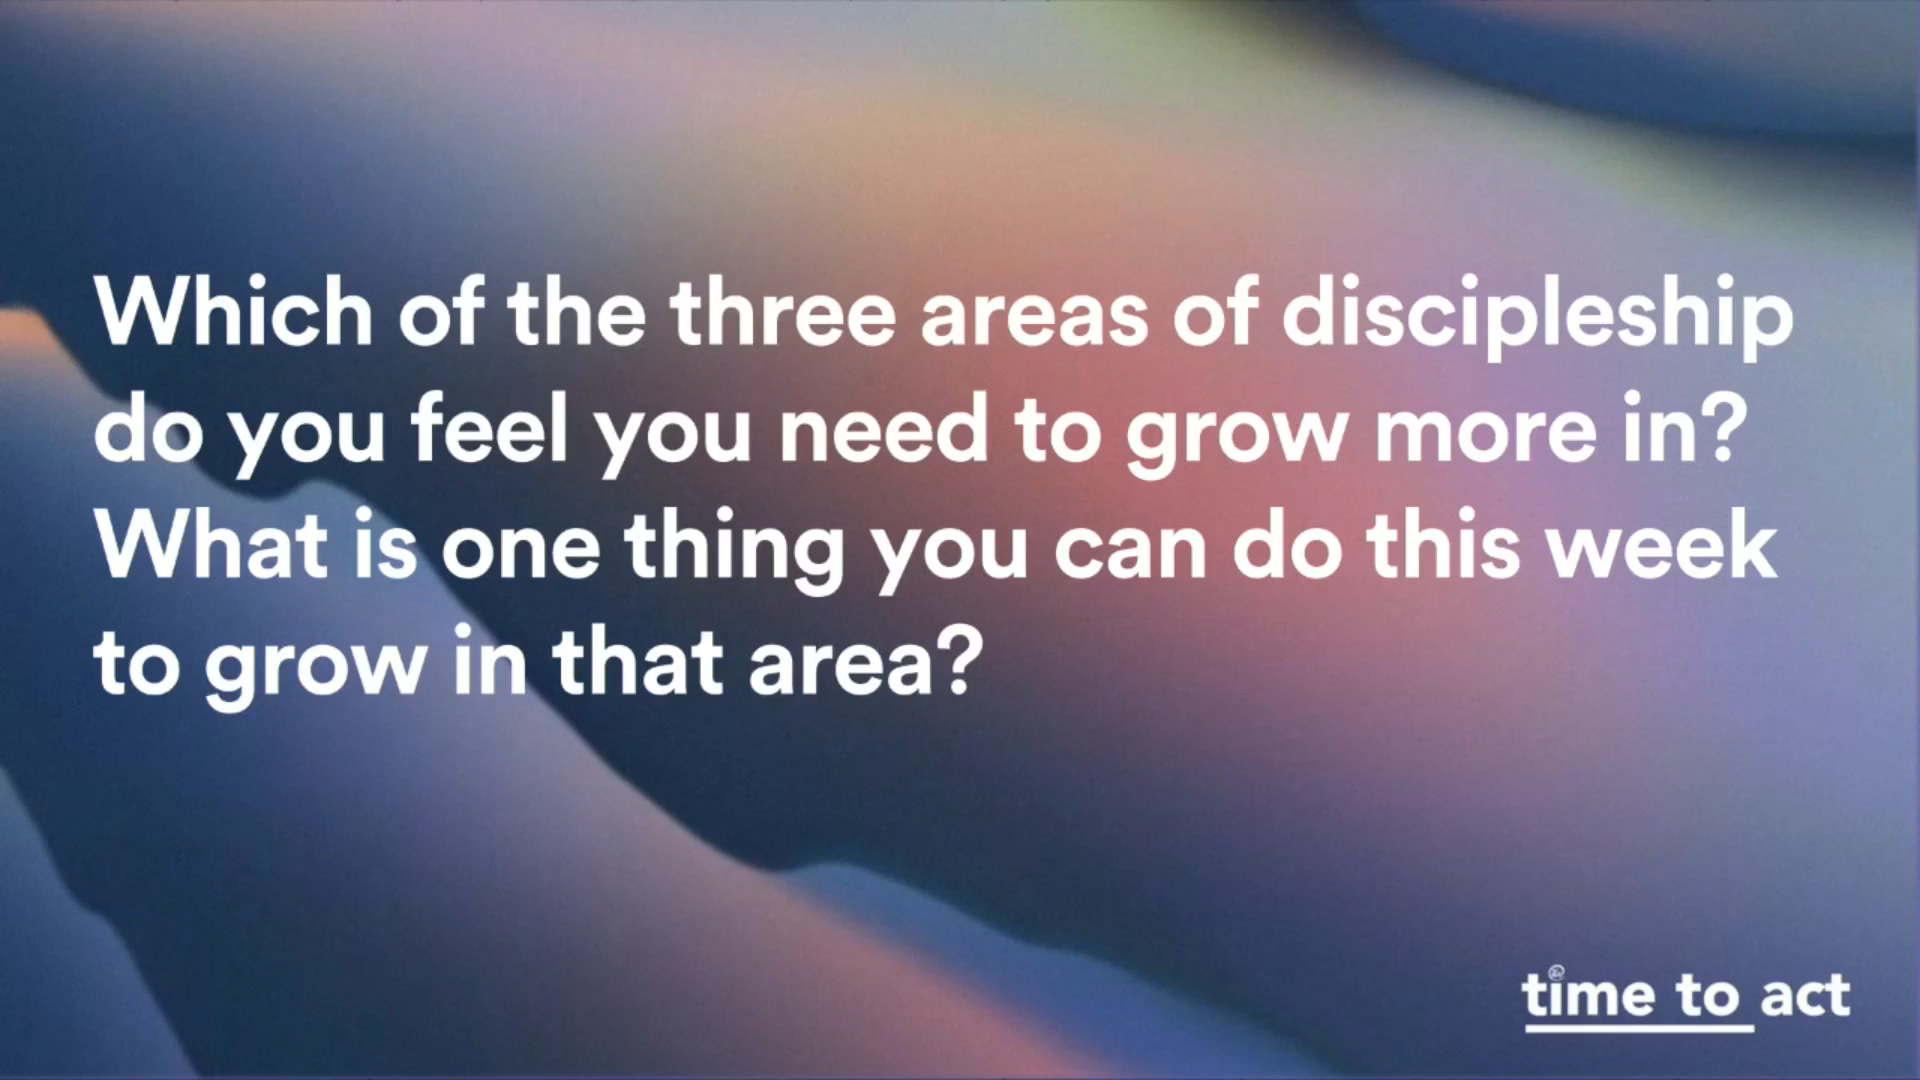 Which of the three areas of discipleship
do you feel you need to grow more in?
What is one thing you can do this week
to grow in that area?
time to act